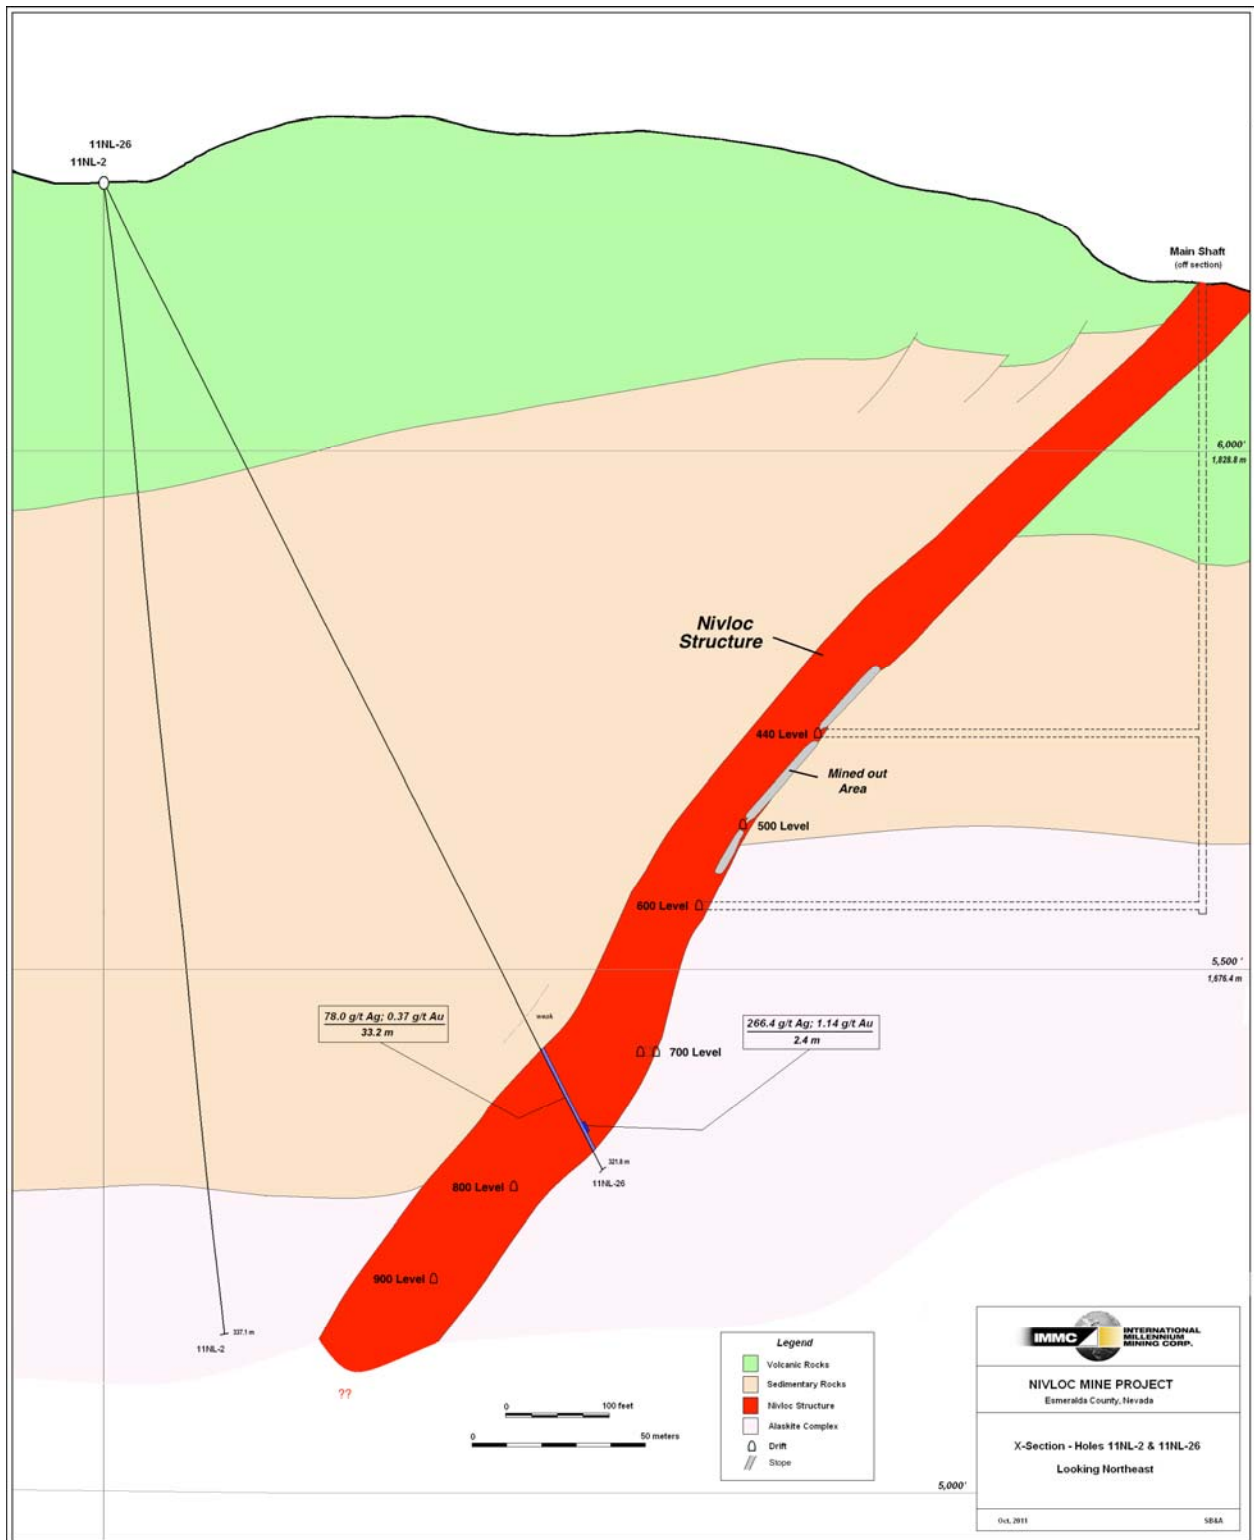 11NL-26
11NL-2
Main Shaft
(off section)
6,000'
1,828.8 m
Nivloc
Structure
440 Level
Mined out
Area
500 Level
600 Level
5,500 '
1,676.4 m
78.0 g/t Ag; 0.37 g/t Au
33.2 m
weak
266.4 g/t Ag; 1.14 g/t Au
2.4 m
700 Level
321.8 m
11NL-26
800 Level
900 Level
337.1 m
11NL-2
??
0 100 feet
0 50 meters
Legend
Volcanic Rocks
Sedimentary Rocks
Nivloc Structure
Alaskite Complex
Drift
Stope
5,000'
IMMC
INTERNATIONAL
MILLENNIUM
MINING CORP.
NIVLOC MINE PROJECT
Esmeralda County, Nevada
X-Section - Holes 11NL-2 & 11NL-26
Looking Northeast
Oct, 2011 SB&A